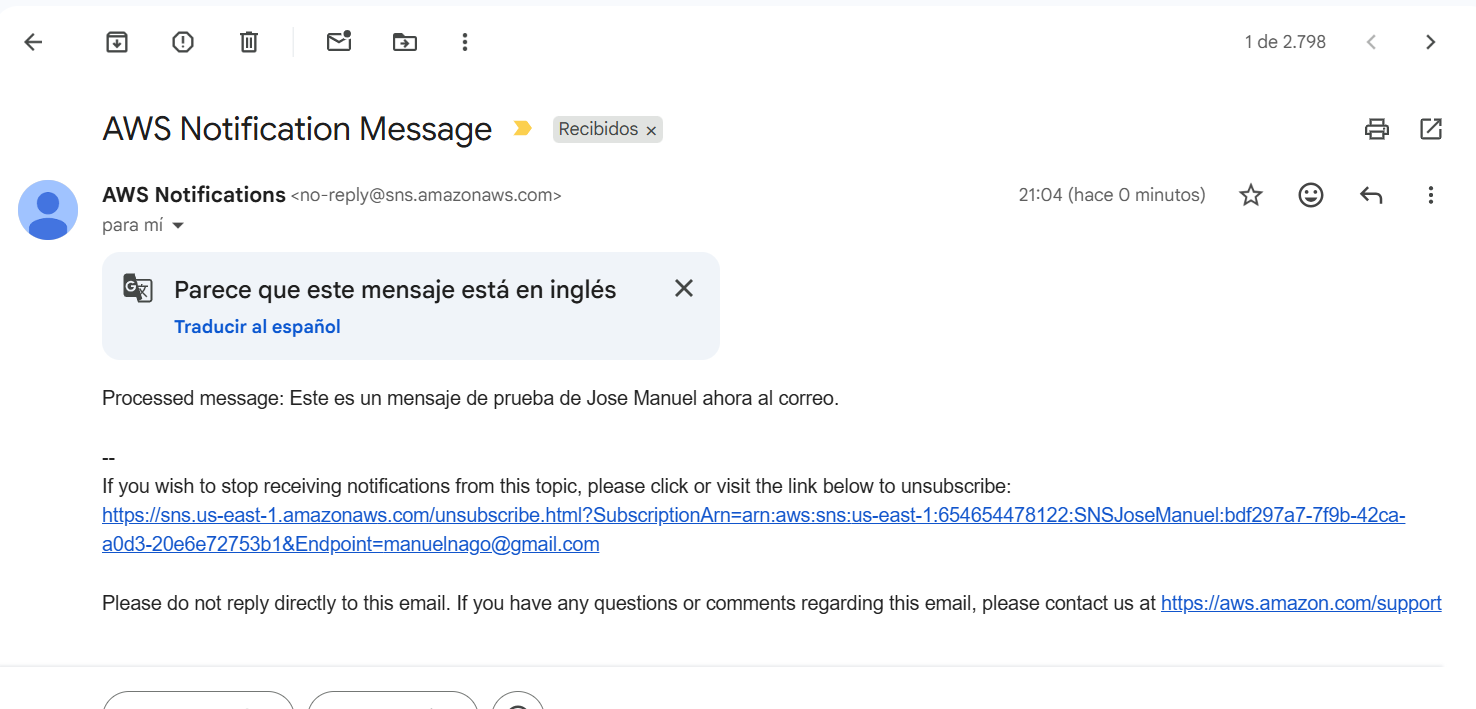 1 de 2.798
AWS Notification Message Recibidos ×
AWS Notifications <no-reply@sns.amazonaws.com> 21:04 (hace 0 minutos)
para mí
Parece que este mensaje está en inglés
Traducir al español
Processed message: Este es un mensaje de prueba de Jose Manuel ahora al correo.
--
If you wish to stop receiving notifications from this topic, please click or visit the link below to unsubscribe:
https://sns.us-east-1.amazonaws.com/unsubscribe.html?SubscriptionArn=arn:aws:sns:us-east-1:654654478122:SNSJoseManuel:bdf297a7-7f9b-42ca-
a0d3-20e6e72753b1&Endpoint=manuelnago@gmail.com
Please do not reply directly to this email. If you have any questions or comments regarding this email, please contact us at https://aws.amazon.com/support